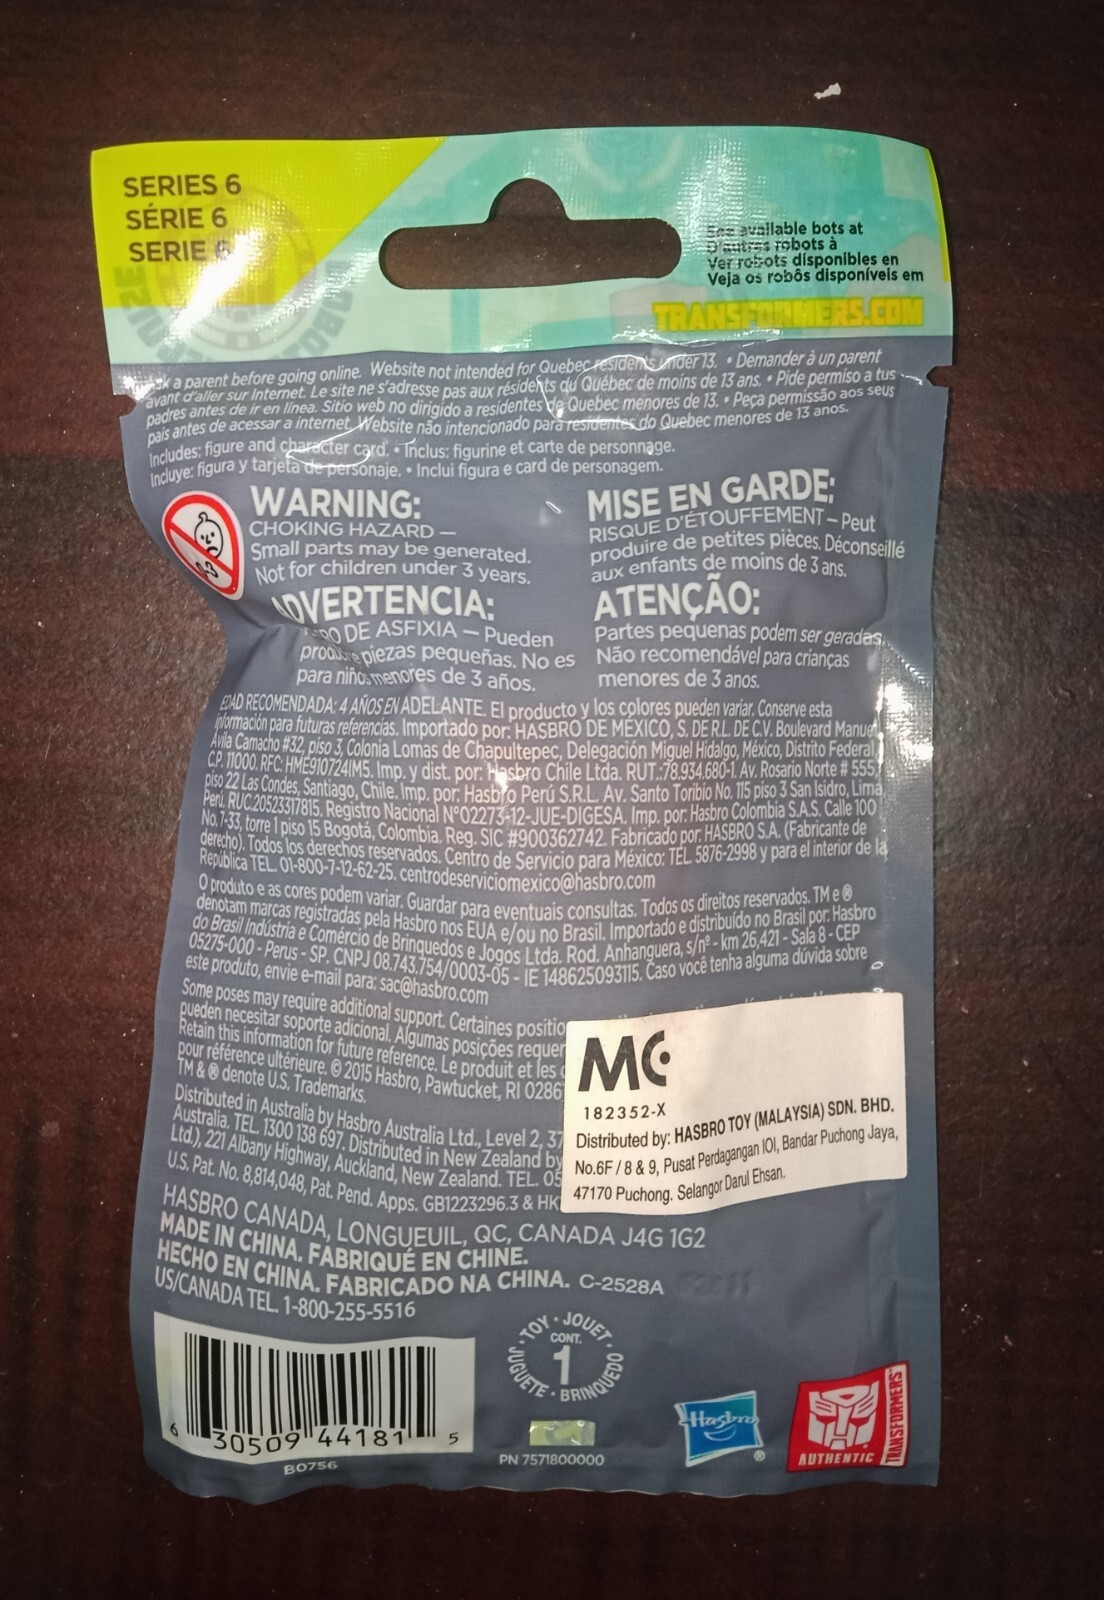 SERIES 6
SÉRIE 6
SERIE 6
See available bots at
D'autres robots à
Ver robots disponibles en
Veja os robôs disponíveis em
TRANSFORMERS.COM
a parent before going online. Website not intended for Quebec residents under 13. • Demander à un parent
avant d'aller sur Internet. Le site ne s'adresse pas aux résidents du Québec de moins de 13 ans. • Pide permiso a tus
padres antes de ir en línea. Sitio web no dirigido a residentes de Quebec menores de 13. • Peça permissão aos seus
pais antes de acessar a internet. Website não intencionado para residentes do Quebec menores de 13 anos.
Includes: figure and character card. • Inclus: figurine et carte de personnage.
Incluye: figura y tarjeta de personaje. • Inclui figura e card de personagem.
WARNING:
CHOKING HAZARD —
Small parts may be generated.
Not for children under 3 years.
MISE EN GARDE:
RISQUE D'ÉTOUFFEMENT – Peut
produire de petites pièces. Déconseillé
aux enfants de moins de 3 ans.
ADVERTENCIA:
DE ASFIXIA — Pueden
producir piezas pequeñas. No es
para niños menores de 3 años.
ATENÇÃO:
Partes pequenas podem ser geradas.
Não recomendável para crianças
menores de 3 anos.
EDAD RECOMENDADA: 4 AÑOS EN ADELANTE. El producto y los colores pueden variar. Conserve esta
información para futuras referencias. Importado por: HASBRO DE MEXICO, S. DE R.L. DE C.V. Boulevard Manuel
Ávila Camacho #32, piso 3, Colonia Lomas de Chapultepec, Delegación Miguel Hidalgo, México, Distrito Federal,
C.P. 11000. RFC: HME910724IM5. Imp. y dist. por: Hasbro Chile Ltda. RUT.:78.934.680-1. Av. Rosario Norte # 555,
piso 22 Las Condes, Santiago, Chile. Imp. por: Hasbro Perú S.R.L. Av. Santo Toribio No. 115 piso 3 San Isidro, Lima,
Perú. RUC.20523317815. Registro Nacional N°02273-12-JUE-DIGESA. Imp. por: Hasbro Colombia S.A.S. Calle 100
No.7-33, torre 1 piso 15 Bogotá, Colombia. Reg. SIC #900362742. Fabricado por: HASBRO S.A. (Fabricante de
derecho). Todos los derechos reservados. Centro de Servicio para México: TEL. 5876-2998 y para el interior de la
República TEL. 01-800-7-12-62-25. centrodeserviciomexico@hasbro.com
O produto e as cores podem variar. Guardar para eventuais consultas. Todos os direitos reservados. TM e ®
denotam marcas registradas pela Hasbro nos EUA e/ou no Brasil. Importado e distribuído no Brasil por: Hasbro
do Brasil Indústria e Comércio de Brinquedos e Jogos Ltda. Rod. Anhanguera, s/nº - km 26,421 - Sala 8 - CEP
05275-000 - Perus - SP. CNPJ 08.743.754/0003-05 - IE 148625093115. Caso você tenha alguma dúvida sobre
este produto, envie e-mail para: sac@hasbro.com
Some poses may require additional support. Certaines positio
pueden necesitar soporte adicional. Algumas posições requer
Retain this information for future reference. Le produit et les c
pour référence ultérieure. © 2015 Hasbro, Pawtucket, RI 0286
TM & ® denote U.S. Trademarks.
Distributed in Australia by Hasbro Australia Ltd., Level 2, 37
Australia. TEL. 1300 138 697. Distributed in New Zealand by
Ltd.), 221 Albany Highway, Auckland, New Zealand. TEL. 05
U.S. Pat. No. 8,814,048, Pat. Pend. Apps. GB1223296.3 & HK
MC
182352-X
Distributed by: HASBRO TOY (MALAYSIA) SDN. BHD.
No.6F / 8 & 9, Pusat Perdagangan IOI, Bandar Puchong Jaya,
47170 Puchong. Selangor Darul Ehsan.
HASBRO CANADA, LONGUEUIL, QC, CANADA J4G 1G2
MADE IN CHINA. FABRIQUÉ EN CHINE.
HECHO EN CHINA. FABRICADO NA CHINA. C-2528A
US/CANADA TEL. 1-800-255-5516
6 30509 44181 5
B0756
TOY • JOUET • BRINQUEDO • JUGUETE
CONT.
1
PN 7571800000
Hasbro
®
AUTHENTIC
TRANSFORMERS